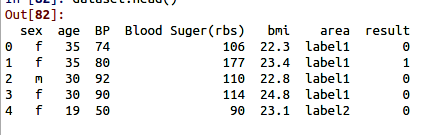 In [82]: dataset.head()
Out[82]:
sex age BP Blood Suger(rbs) bmi area result
0 f 35 74 106 22.3 label1 0
1 f 35 80 177 23.4 label1 1
2 m 30 92 110 22.8 label1 0
3 f 30 90 114 24.8 label1 0
4 f 19 50 90 23.1 label2 0